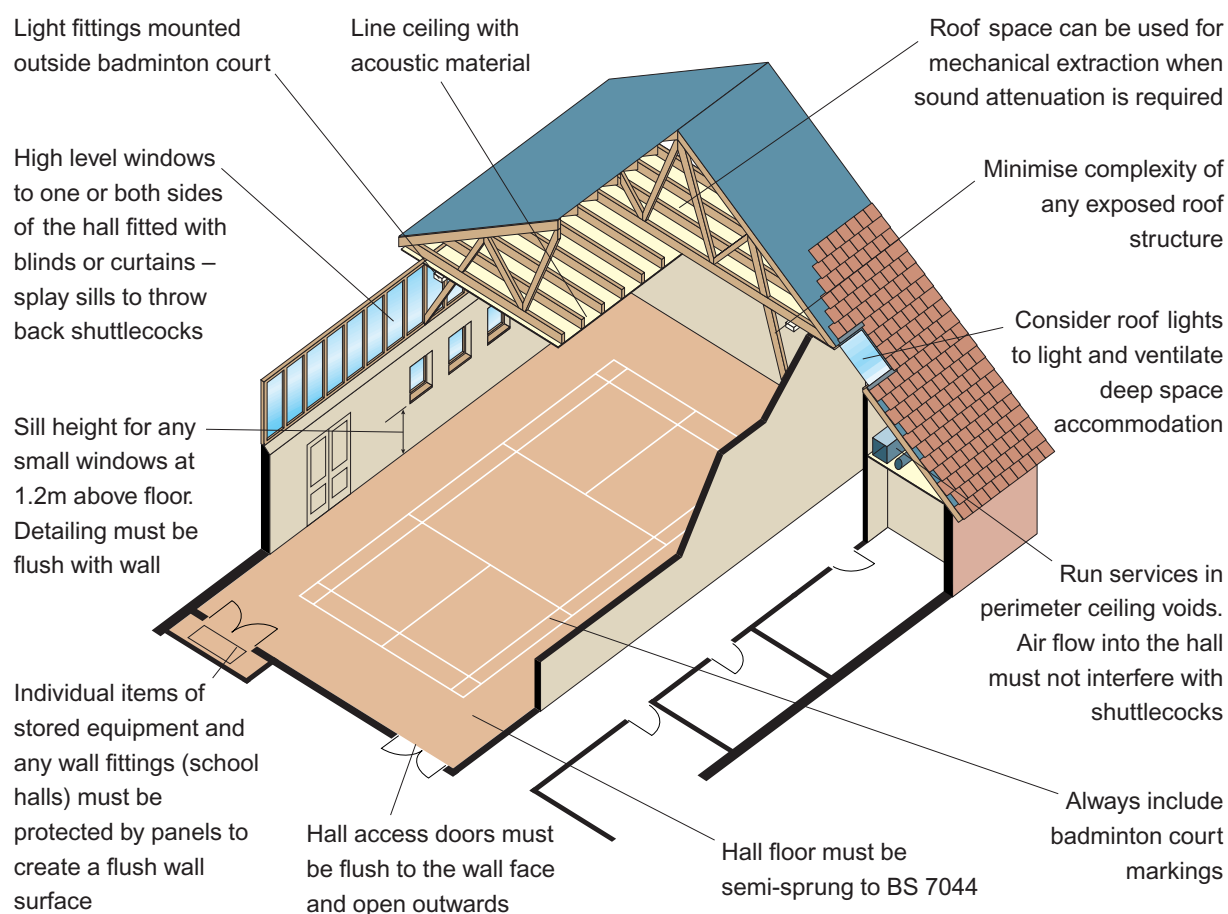 Light fittings mounted
outside badminton court
Line ceiling with
acoustic material
Roof space can be used for
mechanical extraction when
sound attenuation is required
High level windows
to one or both sides
of the hall fitted with
blinds or curtains –
splay sills to throw
back shuttlecocks
Minimise complexity of
any exposed roof
structure
Consider roof lights
to light and ventilate
deep space
accommodation
Sill height for any
small windows at
1.2m above floor.
Detailing must be
flush with wall
Run services in
perimeter ceiling voids.
Air flow into the hall
must not interfere with
shuttlecocks
Individual items of
stored equipment and
any wall fittings (school
halls) must be
protected by panels to
create a flush wall
surface
Hall access doors must
be flush to the wall face
and open outwards
Hall floor must be
semi-sprung to BS 7044
Always include
badminton court
markings